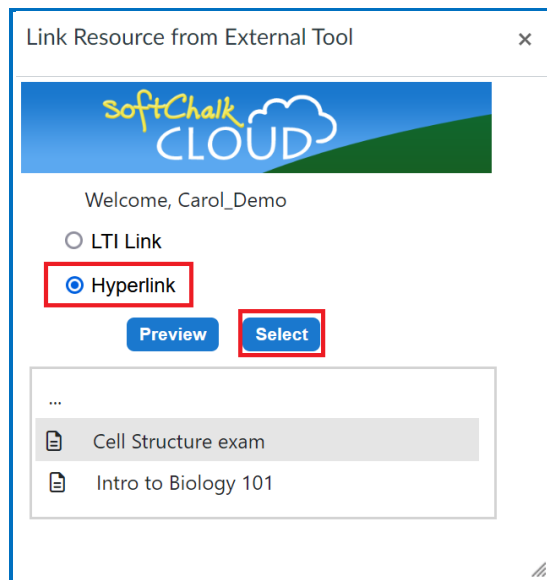 Link Resource from External Tool
SoftChalk
CLOUD
Welcome, Carol_Demo
LTI Link
Hyperlink
Preview Select
...
Cell Structure exam
Intro to Biology 101